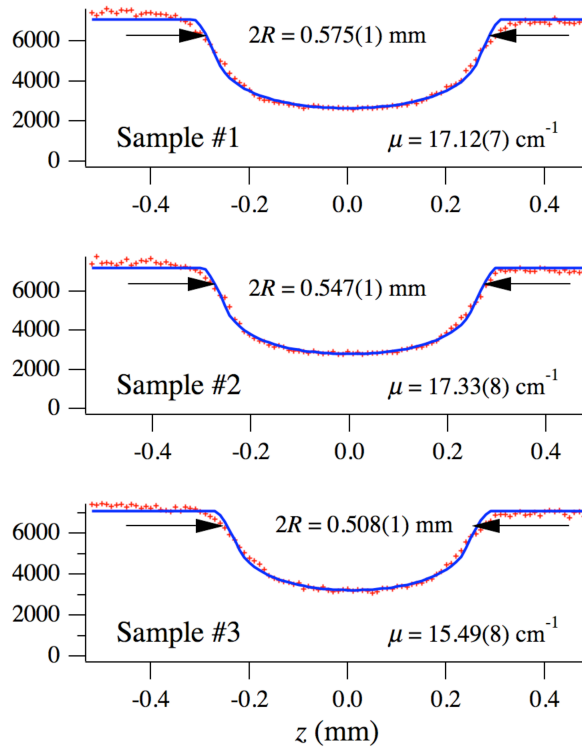 6000
4000
2000
0
2R = 0.575(1) mm
Sample #1
μ = 17.12(7) cm⁻¹
-0.4 -0.2 0.0 0.2 0.4
6000
4000
2000
0
2R = 0.547(1) mm
Sample #2
μ = 17.33(8) cm⁻¹
-0.4 -0.2 0.0 0.2 0.4
6000
4000
2000
0
2R = 0.508(1) mm
Sample #3
μ = 15.49(8) cm⁻¹
-0.4 -0.2 0.0 0.2 0.4
z (mm)